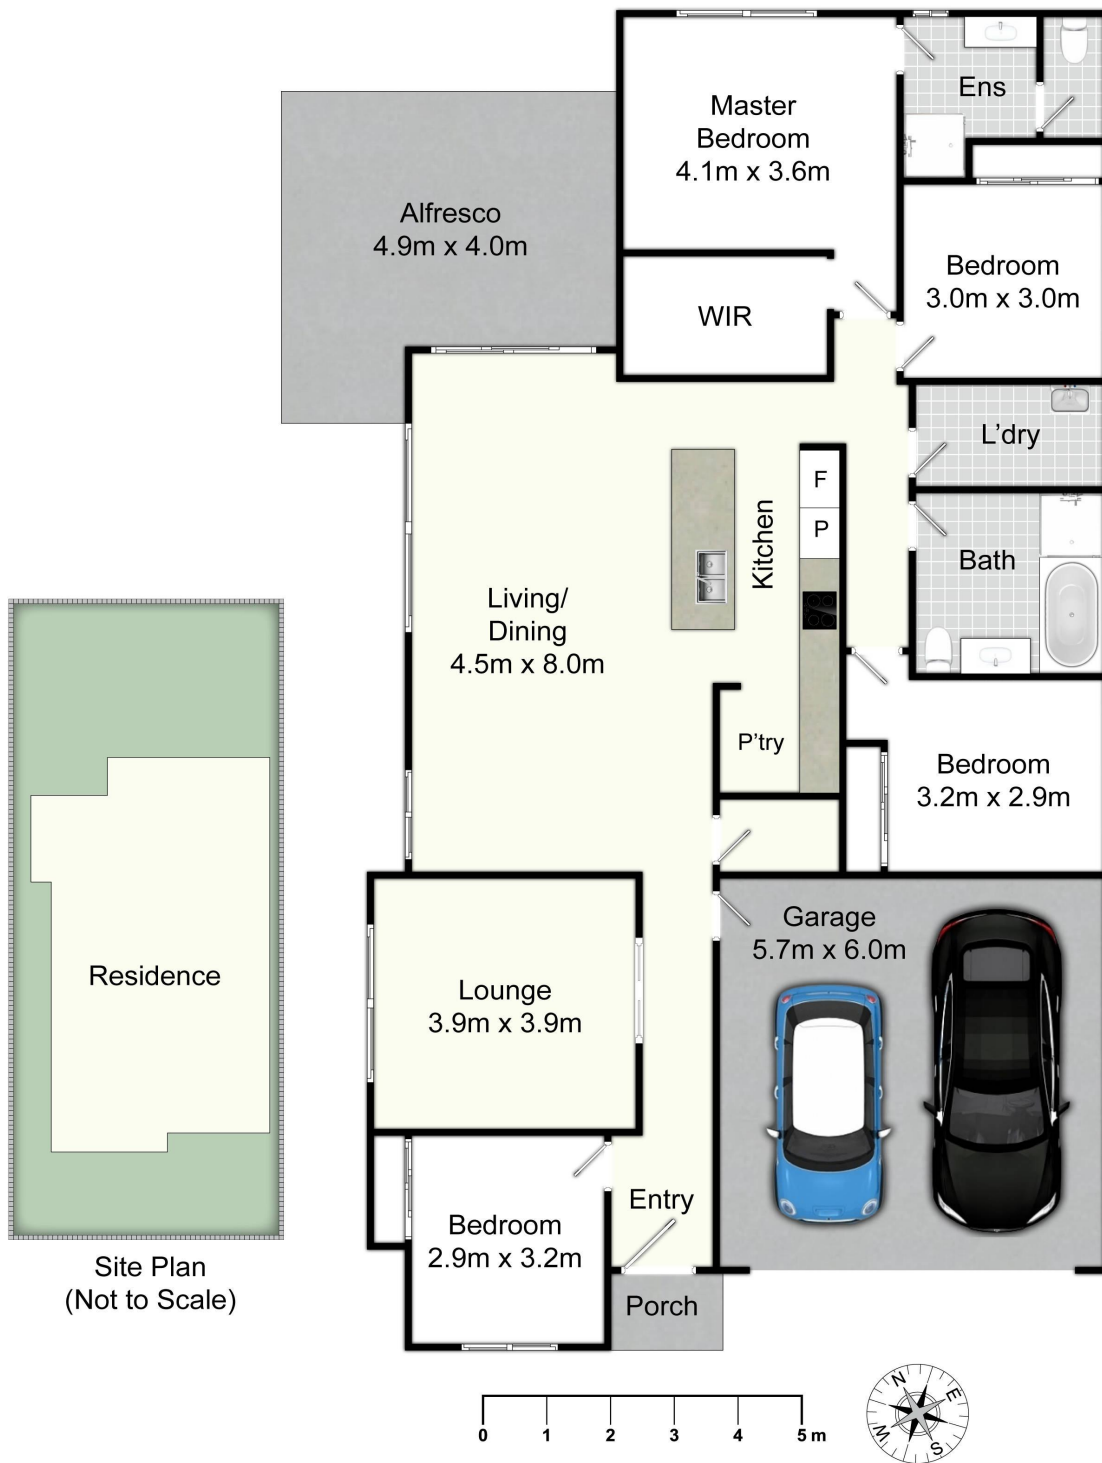 Master
Bedroom
4.1m x 3.6m
Ens
Alfresco
4.9m x 4.0m
Bedroom
3.0m x 3.0m
WIR
L'dry
F
P
Kitchen
Bath
Living/
Dining
4.5m x 8.0m
P'try
Bedroom
3.2m x 2.9m
Garage
5.7m x 6.0m
Lounge
3.9m x 3.9m
Entry
Bedroom
2.9m x 3.2m
Porch
Residence
Site Plan
(Not to Scale)
0 1 2 3 4 5 m
N
E
S
W